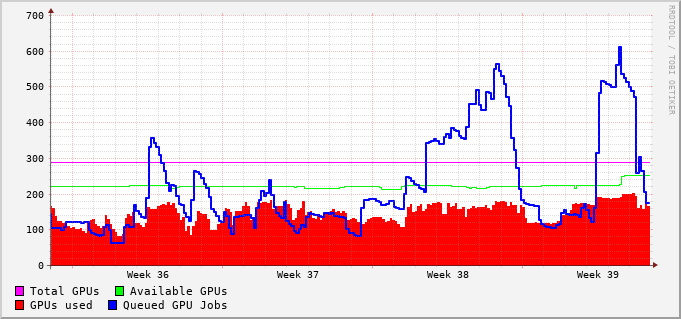 700
600
500
400
300
200
100
0
Week 36 Week 37 Week 38 Week 39
Total GPUs Available GPUs
GPUs used Queued GPU Jobs
RRDTOOL / TOBI OETIKER